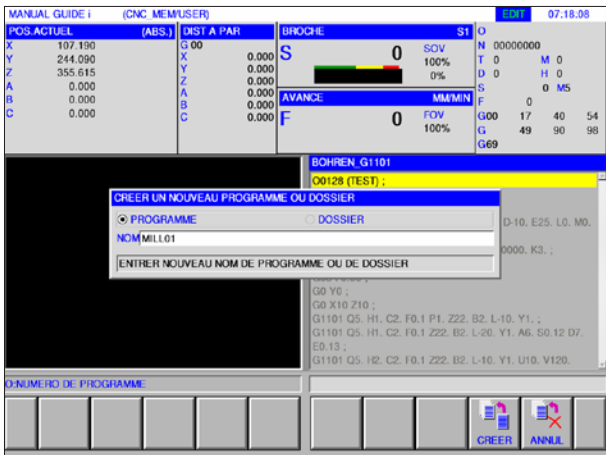 MANUAL GUIDE i (CNC_MEM/USER) EDIT 07.18.08
POS.ACTUEL (ABS.) DIST A PAR BROCHE S1 O
X 107.190 G 00 N 00000000
Y 244.090 X 0.000 S 0 SOV 100% T 0 M 0
Z 355.615 Y 0.000 0% D 0 H 0
A 0.000 Z 0.000 S 0 M5
B 0.000 A 0.000 AVANCE MM/MIN F 0
C 0.000 B 0.000 F 0 FOV 100% G00 17 40 54
C 0.000 G 49 90 98
G69
BOHREN_G1101
O0128 (TEST) ;
CREER UN NOUVEAU PROGRAMME OU DOSSIER
PROGRAMME DOSSIER
D-10. E25. L0. M0.
NOM MILL01
0000. K3. ;
ENTRER NOUVEAU NOM DE PROGRAMME OU DE DOSSIER
G0 Y0 ;
G0 X10 Z10 ;
G1101 Q5. H1. C2. F0.1 P1. Z22. B2. L-10. Y1. ;
G1101 Q5. H1. C2. F0.1 Z22. B2. L-20. Y1. A6. S0.12 D7.
E0.13 ;
G1101 Q5. H2. C2. F0.1 Z22. B2. L-10. Y1. U10. V120.
O:NUMERO DE PROGRAMME
CREER ANNUL